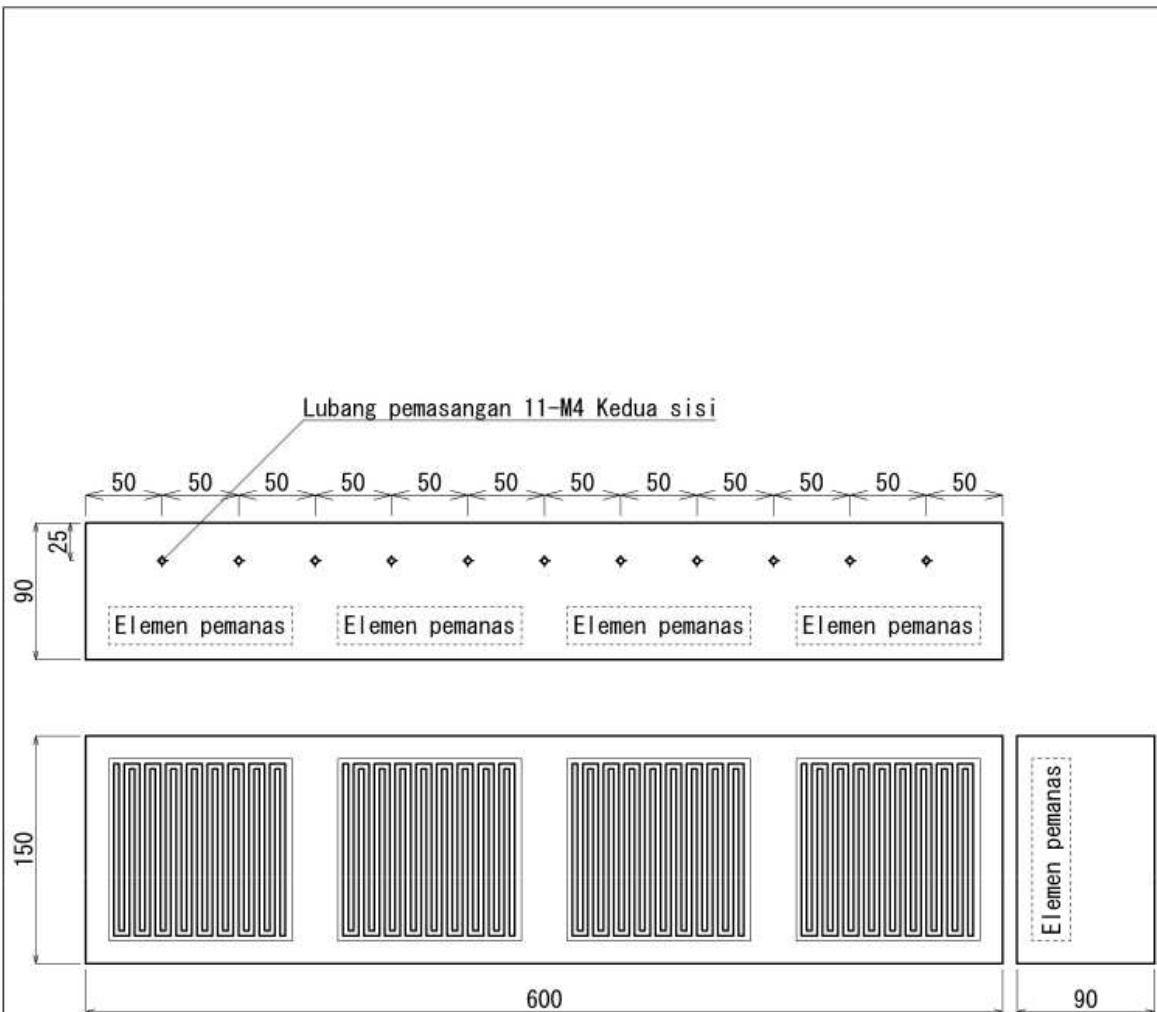 Lubang pemasangan 11-M4 Kedua sisi
50 50 50 50 50 50 50 50 50 50 50 50
25
90
Elemen pemanas Elemen pemanas Elemen pemanas Elemen pemanas
150
Elemen pemanas
600 90